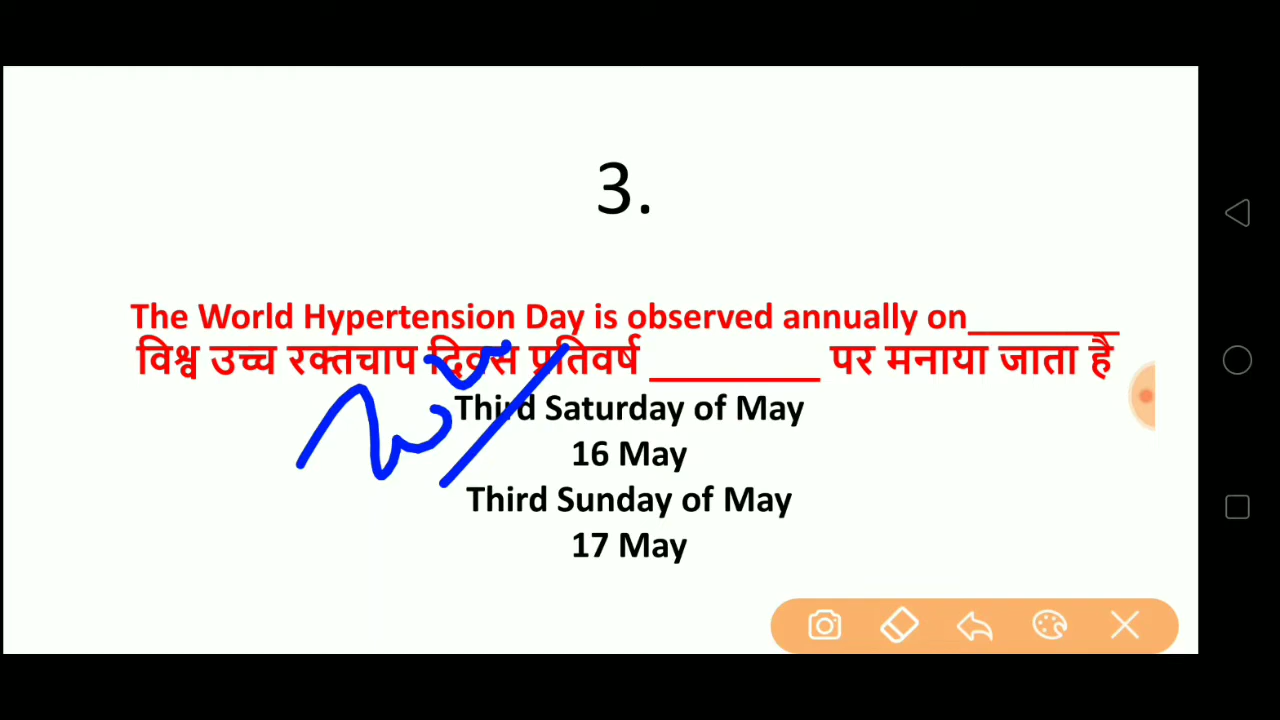 3.
The World Hypertension Day is observed annually on________
विश्व उच्च रक्तचाप दिवस प्रतिवर्ष _________ पर मनाया जाता है
Third Saturday of May
16 May
Third Sunday of May
17 May